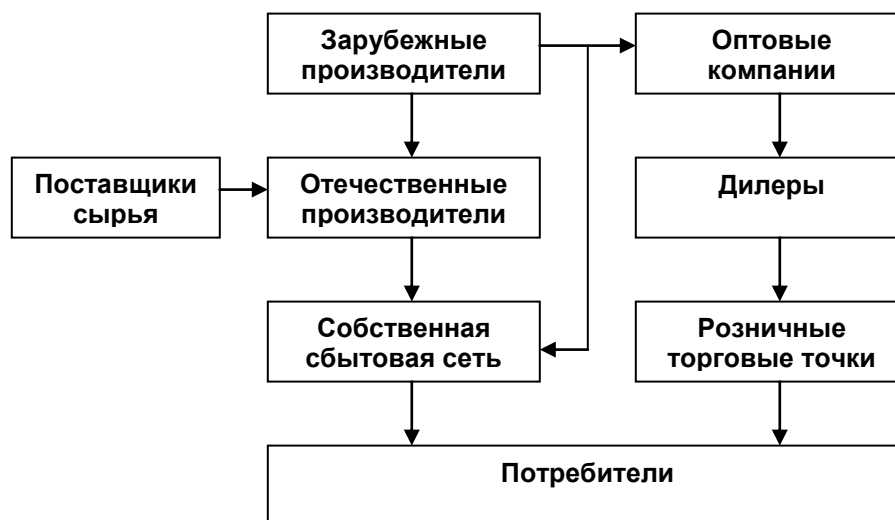 Зарубежные
производители
Оптовые
компании
Поставщики
сырья
Отечественные
производители
Дилеры
Собственная
сбытовая сеть
Розничные
торговые точки
Потребители